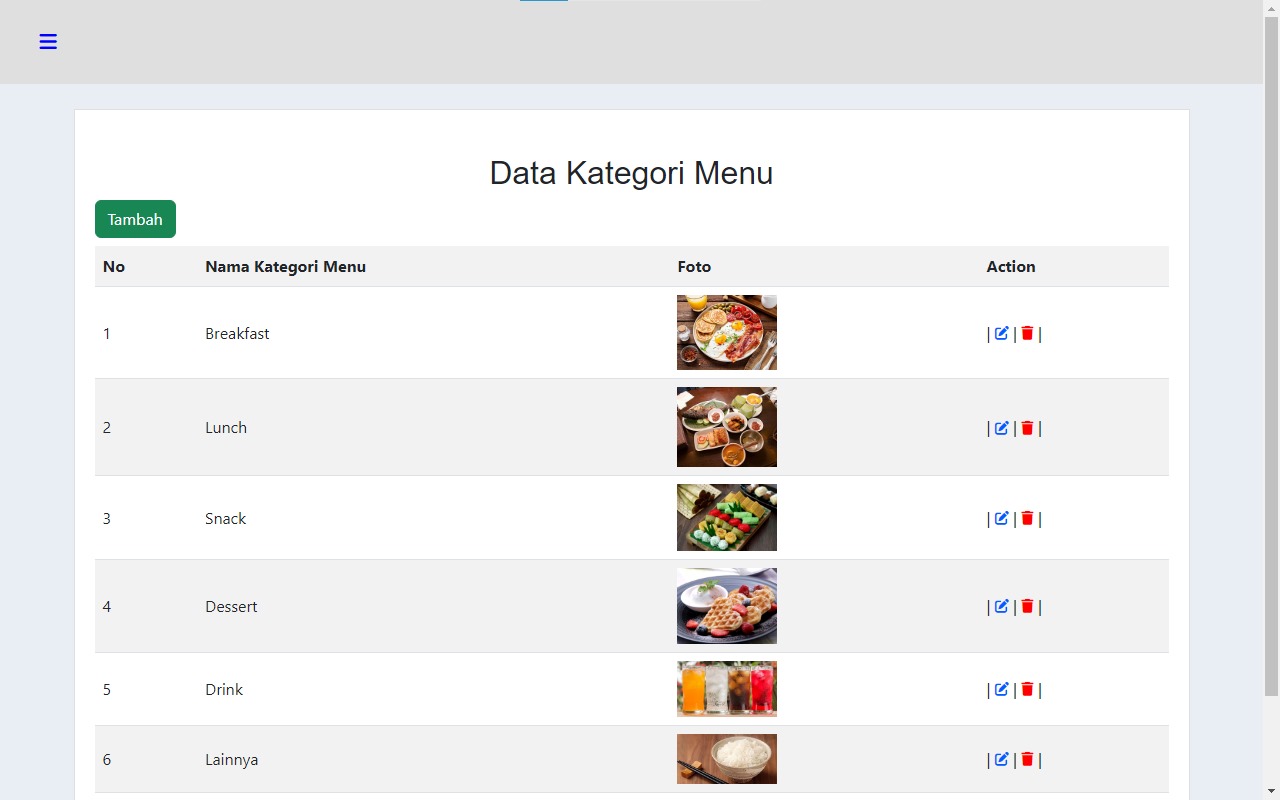 Data Kategori Menu
Tambah
No Nama Kategori Menu Foto Action
1 Breakfast | | |
2 Lunch | | |
3 Snack | | |
4 Dessert | | |
5 Drink | | |
6 Lainnya | | |